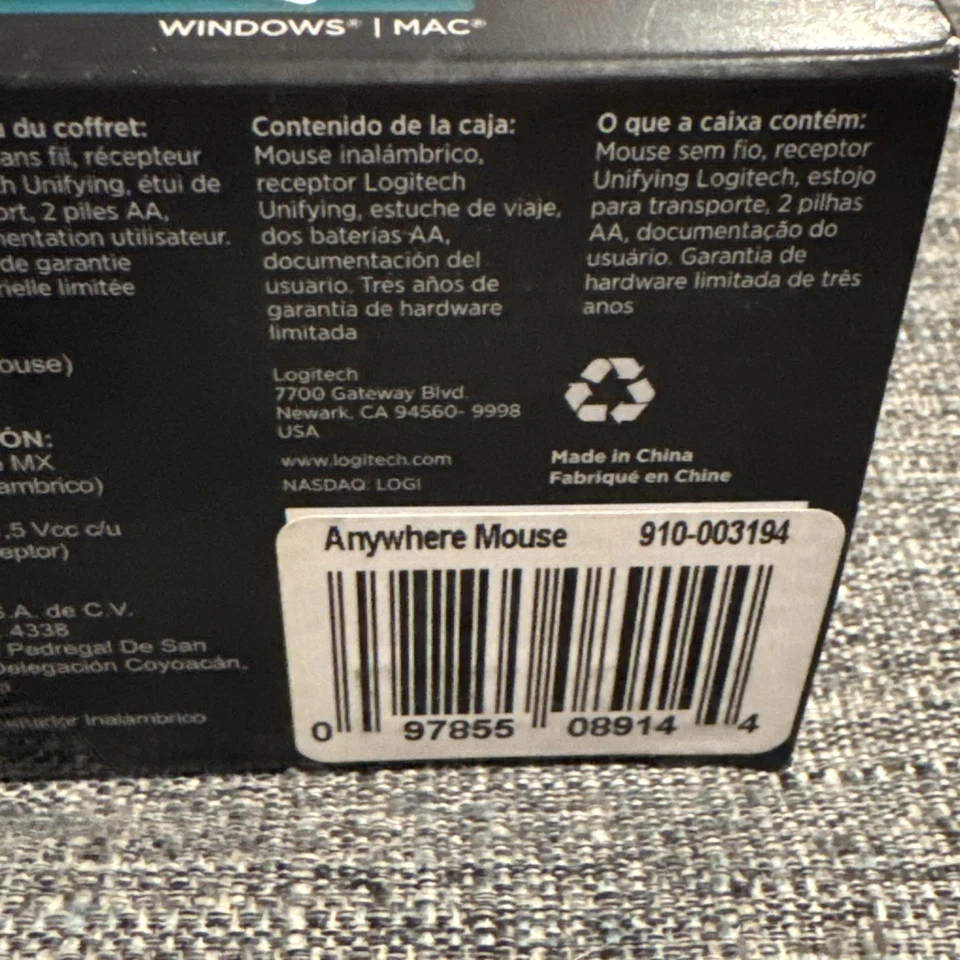 WINDOWS® | MAC®
du coffret:
ans fil, récepteur
h Unifying, étui de
ort, 2 piles AA,
mentation utilisateur.
de garantie
rielle limitée
ouse)
ÓN:
MX
ámbrico)
,5 Vcc c/u
eptor)
S.A. de C.V.
4338
Pedregal De San
Delegación Coyoacán,
Inalámbrico
Contenido de la caja:
Mouse inalámbrico,
receptor Logitech
Unifying, estuche de viaje,
dos baterías AA,
documentación del
usuario. Tres años de
garantía de hardware
limitada
Logitech
7700 Gateway Blvd.
Newark, CA 94560- 9998
USA
www.logitech.com
NASDAQ: LOGI
O que a caixa contém:
Mouse sem fio, receptor
Unifying Logitech, estojo
para transporte, 2 pilhas
AA, documentação do
usuário. Garantia de
hardware limitada de três
anos
Made in China
Fabriqué en Chine
Anywhere Mouse 910-003194
0 97855 08914 4